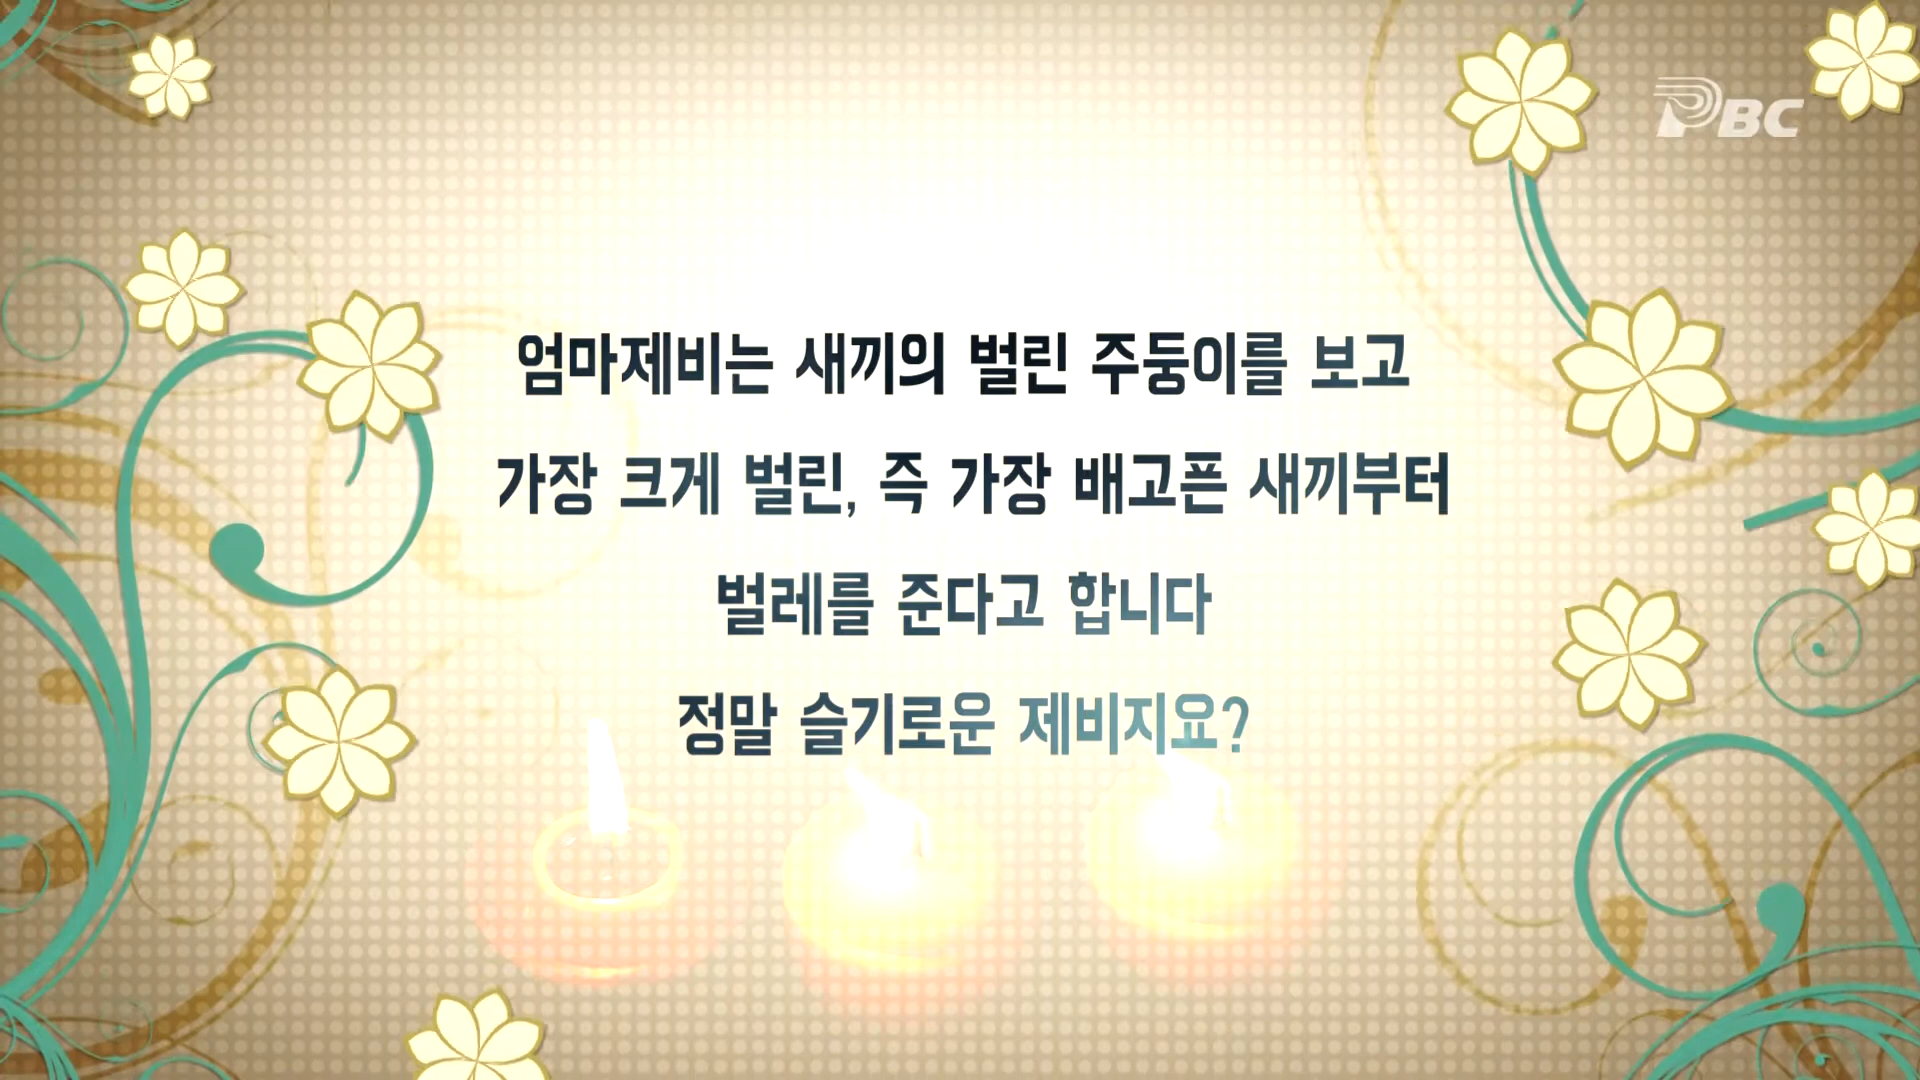 PBC
엄마제비는 새끼의 벌린 주둥이를 보고
가장 크게 벌린, 즉 가장 배고픈 새끼부터
벌레를 준다고 합니다
정말 슬기로운 제비지요?